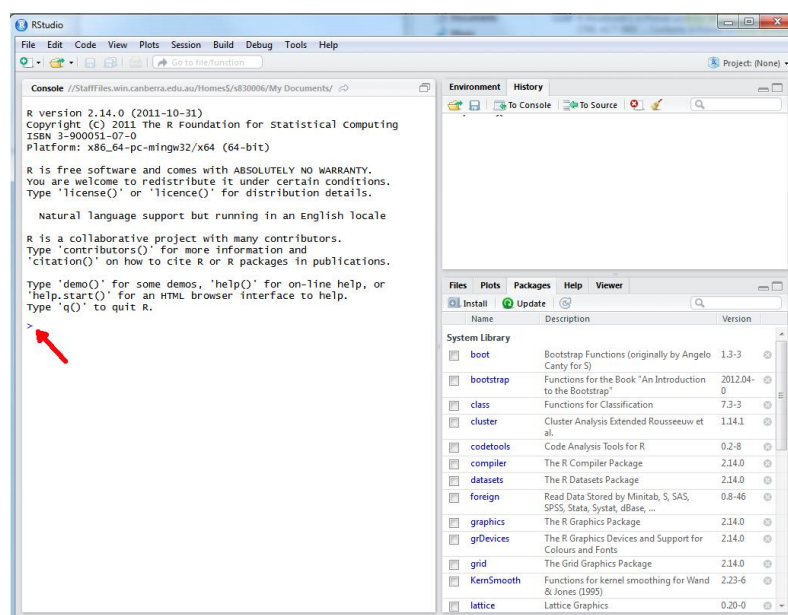 RStudio
File Edit Code View Plots Session Build Debug Tools Help
Go to file/function
Project: (None)
Console //StaffFiles.win.canberra.edu.au/Homes$/s830006/My Documents/
R version 2.14.0 (2011-10-31)
Copyright (C) 2011 The R Foundation for Statistical Computing
ISBN 3-900051-07-0
Platform: x86_64-pc-mingw32/x64 (64-bit)
R is free software and comes with ABSOLUTELY NO WARRANTY.
You are welcome to redistribute it under certain conditions.
Type 'license()' or 'licence()' for distribution details.
Natural language support but running in an English locale
R is a collaborative project with many contributors.
Type 'contributors()' for more information and
'citation()' on how to cite R or R packages in publications.
Type 'demo()' for some demos, 'help()' for on-line help, or
'help.start()' for an HTML browser interface to help.
Type 'q()' to quit R.
>
Environment History
To Console To Source
Files Plots Packages Help Viewer
Install Update
Name Description Version
System Library
boot Bootstrap Functions (originally by Angelo 1.3-3
Canty for S)
bootstrap Functions for the Book "An Introduction 2012.04-
to the Bootstrap" 0
class Functions for Classification 7.3-3
cluster Cluster Analysis Extended Rousseeuw et 1.14.1
al.
codetools Code Analysis Tools for R 0.2-8
compiler The R Compiler Package 2.14.0
datasets The R Datasets Package 2.14.0
foreign Read Data Stored by Minitab, S, SAS, 0.8-46
SPSS, Stata, Systat, dBase, ...
graphics The R Graphics Package 2.14.0
grDevices The R Graphics Devices and Support for 2.14.0
Colours and Fonts
grid The Grid Graphics Package 2.14.0
KernSmooth Functions for kernel smoothing for Wand 2.23-6
& Jones (1995)
lattice Lattice Graphics 0.20-0